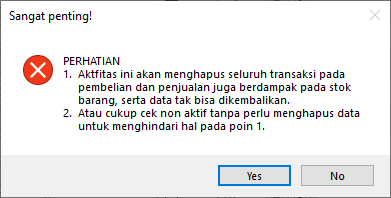 Sangat penting!
PERHATIAN
1. Aktfitas ini akan menghapus seluruh transaksi pada
pembelian dan penjualan juga berdampak pada stok
barang, serta data tak bisa dikembalikan.
2. Atau cukup cek non aktif tanpa perlu menghapus data
untuk menghindari hal pada poin 1.
Yes
No